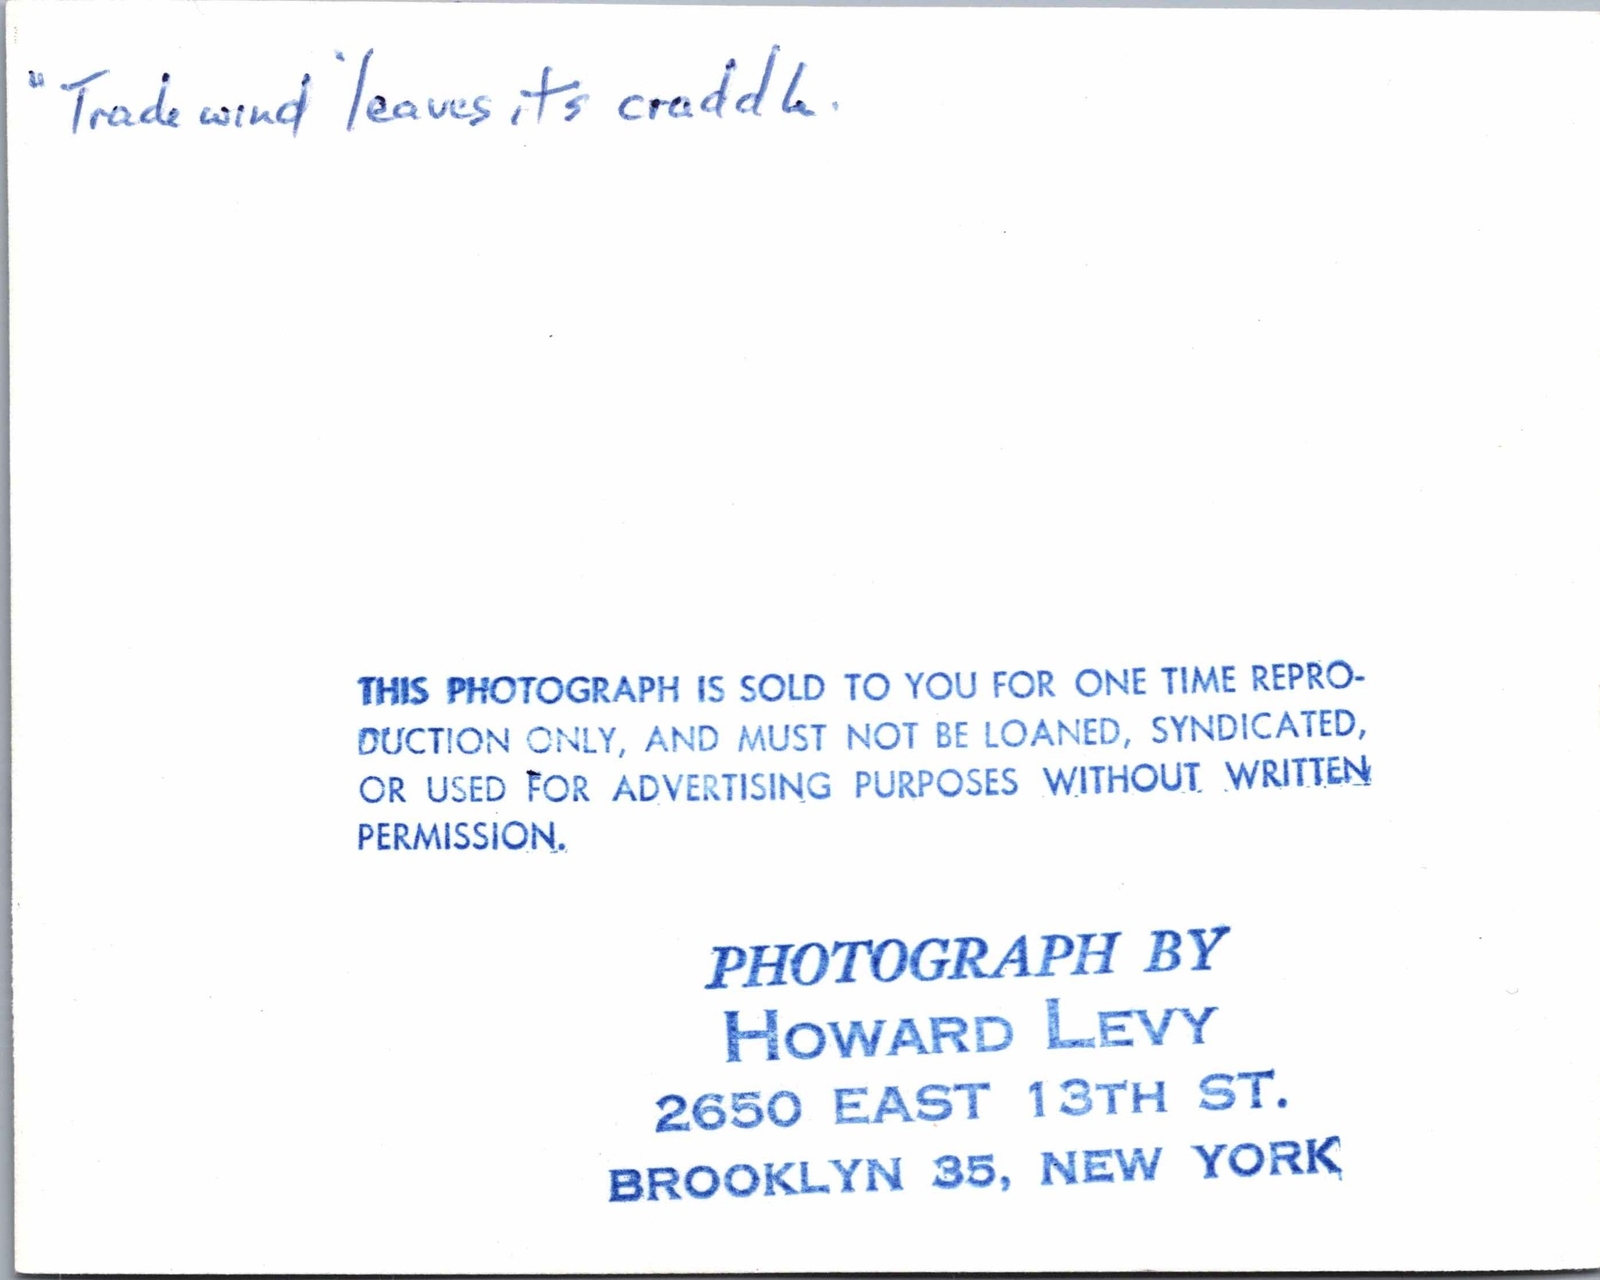 "Trade wind" leaves it's craddle.
THIS PHOTOGRAPH IS SOLD TO YOU FOR ONE TIME REPRO-
DUCTION ONLY, AND MUST NOT BE LOANED, SYNDICATED,
OR USED FOR ADVERTISING PURPOSES WITHOUT WRITTEN
PERMISSION.
PHOTOGRAPH BY
HOWARD LEVY
2650 EAST 13TH ST.
BROOKLYN 35, NEW YORK